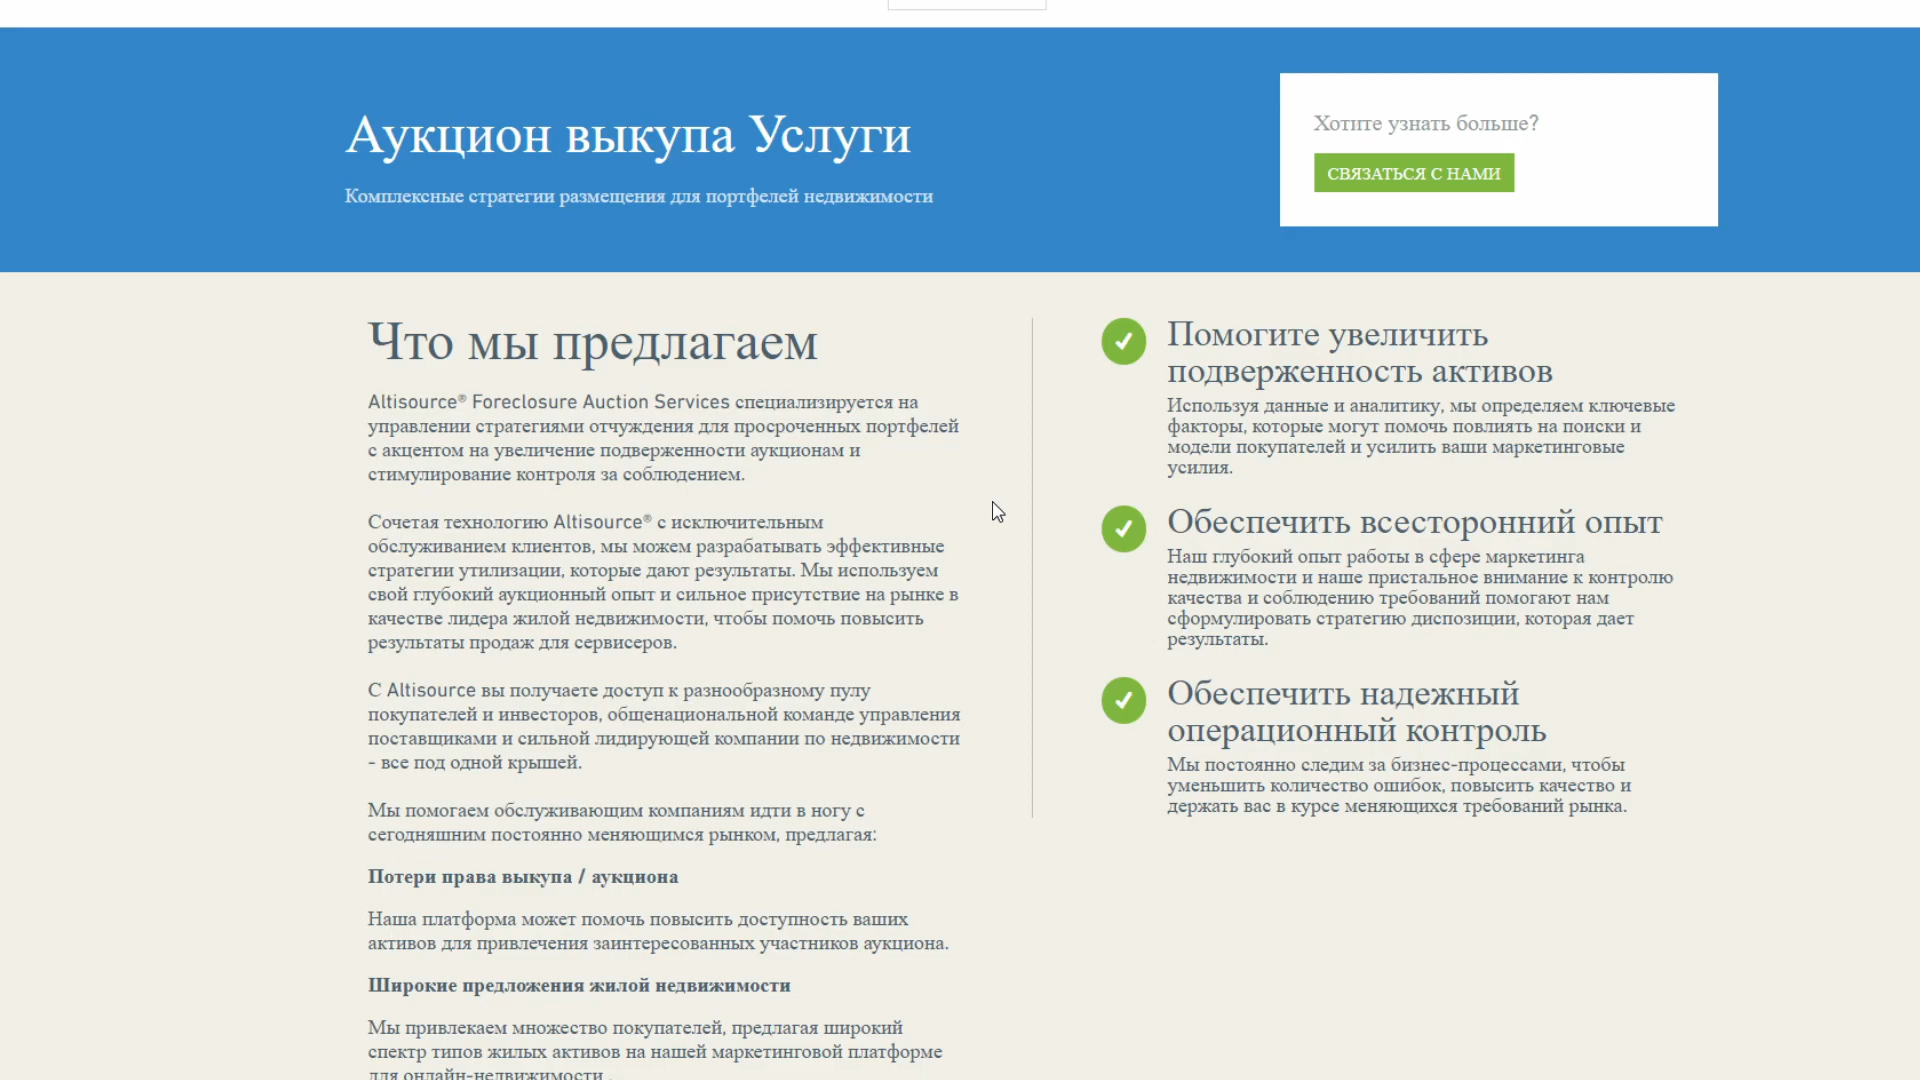 Аукцион выкупа Услуги
Комплексные стратегии размещения для портфелей недвижимости
Хотите узнать больше?
СВЯЗАТЬСЯ С НАМИ
Что мы предлагаем
Altisource® Foreclosure Auction Services специализируется на
управлении стратегиями отчуждения для просроченных портфелей
с акцентом на увеличение подверженности аукционам и
стимулирование контроля за соблюдением.
Сочетая технологию Altisource® с исключительным
обслуживанием клиентов, мы можем разрабатывать эффективные
стратегии утилизации, которые дают результаты. Мы используем
свой глубокий аукционный опыт и сильное присутствие на рынке в
качестве лидера жилой недвижимости, чтобы помочь повысить
результаты продаж для сервисеров.
С Altisource вы получаете доступ к разнообразному пулу
покупателей и инвесторов, общенациональной команде управления
поставщиками и сильной лидирующей компании по недвижимости
- все под одной крышей.
Мы помогаем обслуживающим компаниям идти в ногу с
сегодняшним постоянно меняющимся рынком, предлагая:
Потери права выкупа / аукциона
Наша платформа может помочь повысить доступность ваших
активов для привлечения заинтересованных участников аукциона.
Широкие предложения жилой недвижимости
Мы привлекаем множество покупателей, предлагая широкий
спектр типов жилых активов на нашей маркетинговой платформе
для онлайн-недвижимости .
Помогите увеличить
подверженность активов
Используя данные и аналитику, мы определяем ключевые
факторы, которые могут помочь повлиять на поиски и
модели покупателей и усилить ваши маркетинговые
усилия.
Обеспечить всесторонний опыт
Наш глубокий опыт работы в сфере маркетинга
недвижимости и наше пристальное внимание к контролю
качества и соблюдению требований помогают нам
сформулировать стратегию диспозиции, которая дает
результаты.
Обеспечить надежный
операционный контроль
Мы постоянно следим за бизнес-процессами, чтобы
уменьшить количество ошибок, повысить качество и
держать вас в курсе меняющихся требований рынка.